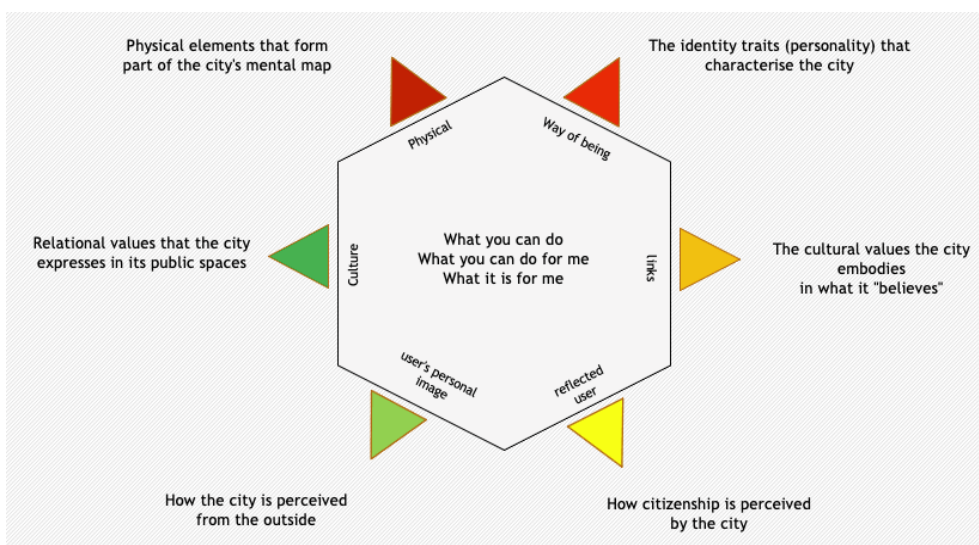 Physical elements that form
part of the city's mental map
The identity traits (personality) that
characterise the city
Physical
Way of being
Relational values that the city
expresses in its public spaces
Culture
What you can do
What you can do for me
What it is for me
links
The cultural values the city
embodies
in what it "believes"
user's personal
image
reflected
user
How the city is perceived
from the outside
How citizenship is perceived
by the city